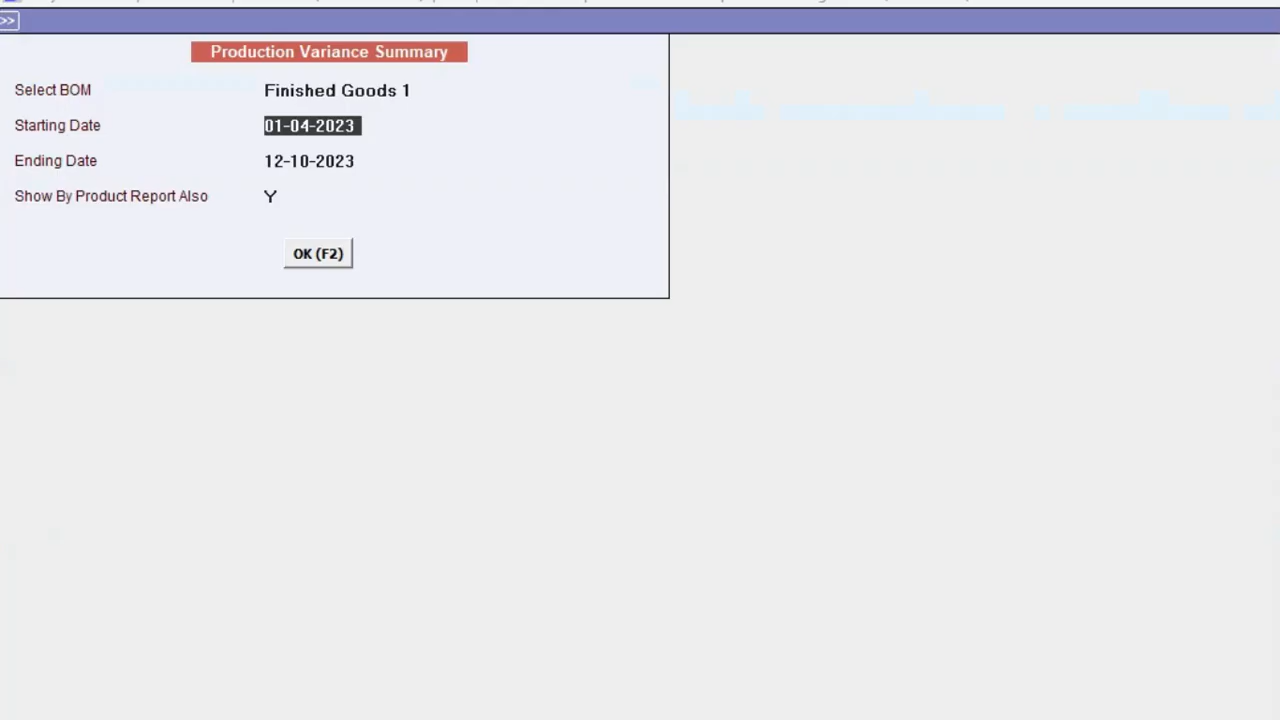 >>
Production Variance Summary
Select BOM Finished Goods 1
Starting Date 01-04-2023
Ending Date 12-10-2023
Show By Product Report Also Y
OK (F2)